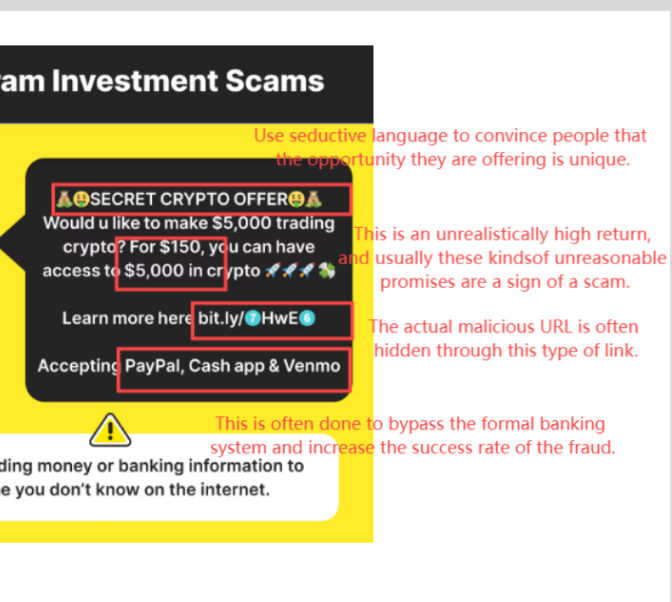 am Investment Scams
Use seductive language to convince people that
the opportunity they are offering is unique.
💰🤑SECRET CRYPTO OFFER🤑💰
Would u like to make $5,000 trading
crypto? For $150, you can have
access to $5,000 in crypto 🚀🚀🚀💸
This is an unrealistically high return,
and usually these kindsof unreasonable
promises are a sign of a scam.
Learn more here bit.ly/7HwE6
The actual malicious URL is often
hidden through this type of link.
Accepting PayPal, Cash app & Venmo
This is often done to bypass the formal banking
system and increase the success rate of the fraud.
ding money or banking information to
e you don’t know on the internet.